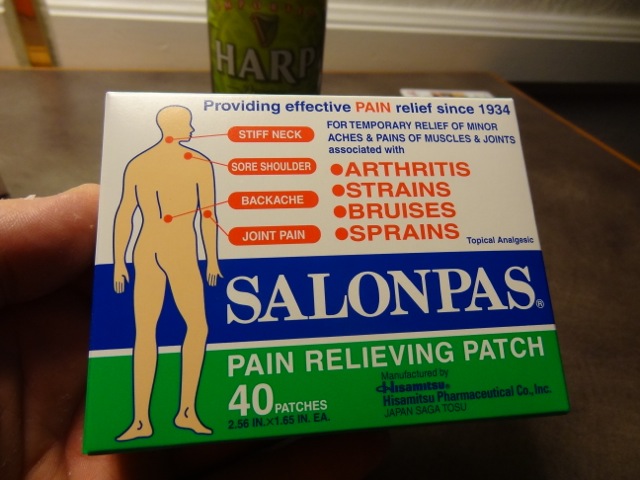 HARP
Providing effective PAIN relief since 1934
FOR TEMPORARY RELIEF OF MINOR
ACHES & PAINS OF MUSCLES & JOINTS
associated with
STIFF NECK
SORE SHOULDER
BACKACHE
JOINT PAIN
●ARTHRITIS
●STRAINS
●BRUISES
●SPRAINS
Topical Analgesic
SALONPAS®
PAIN RELIEVING PATCH
40 PATCHES
2.56 IN.×1.65 IN. EA.
Manufactured by
Hisamitsu®
Hisamitsu Pharmaceutical Co., Inc.
JAPAN SAGA TOSU